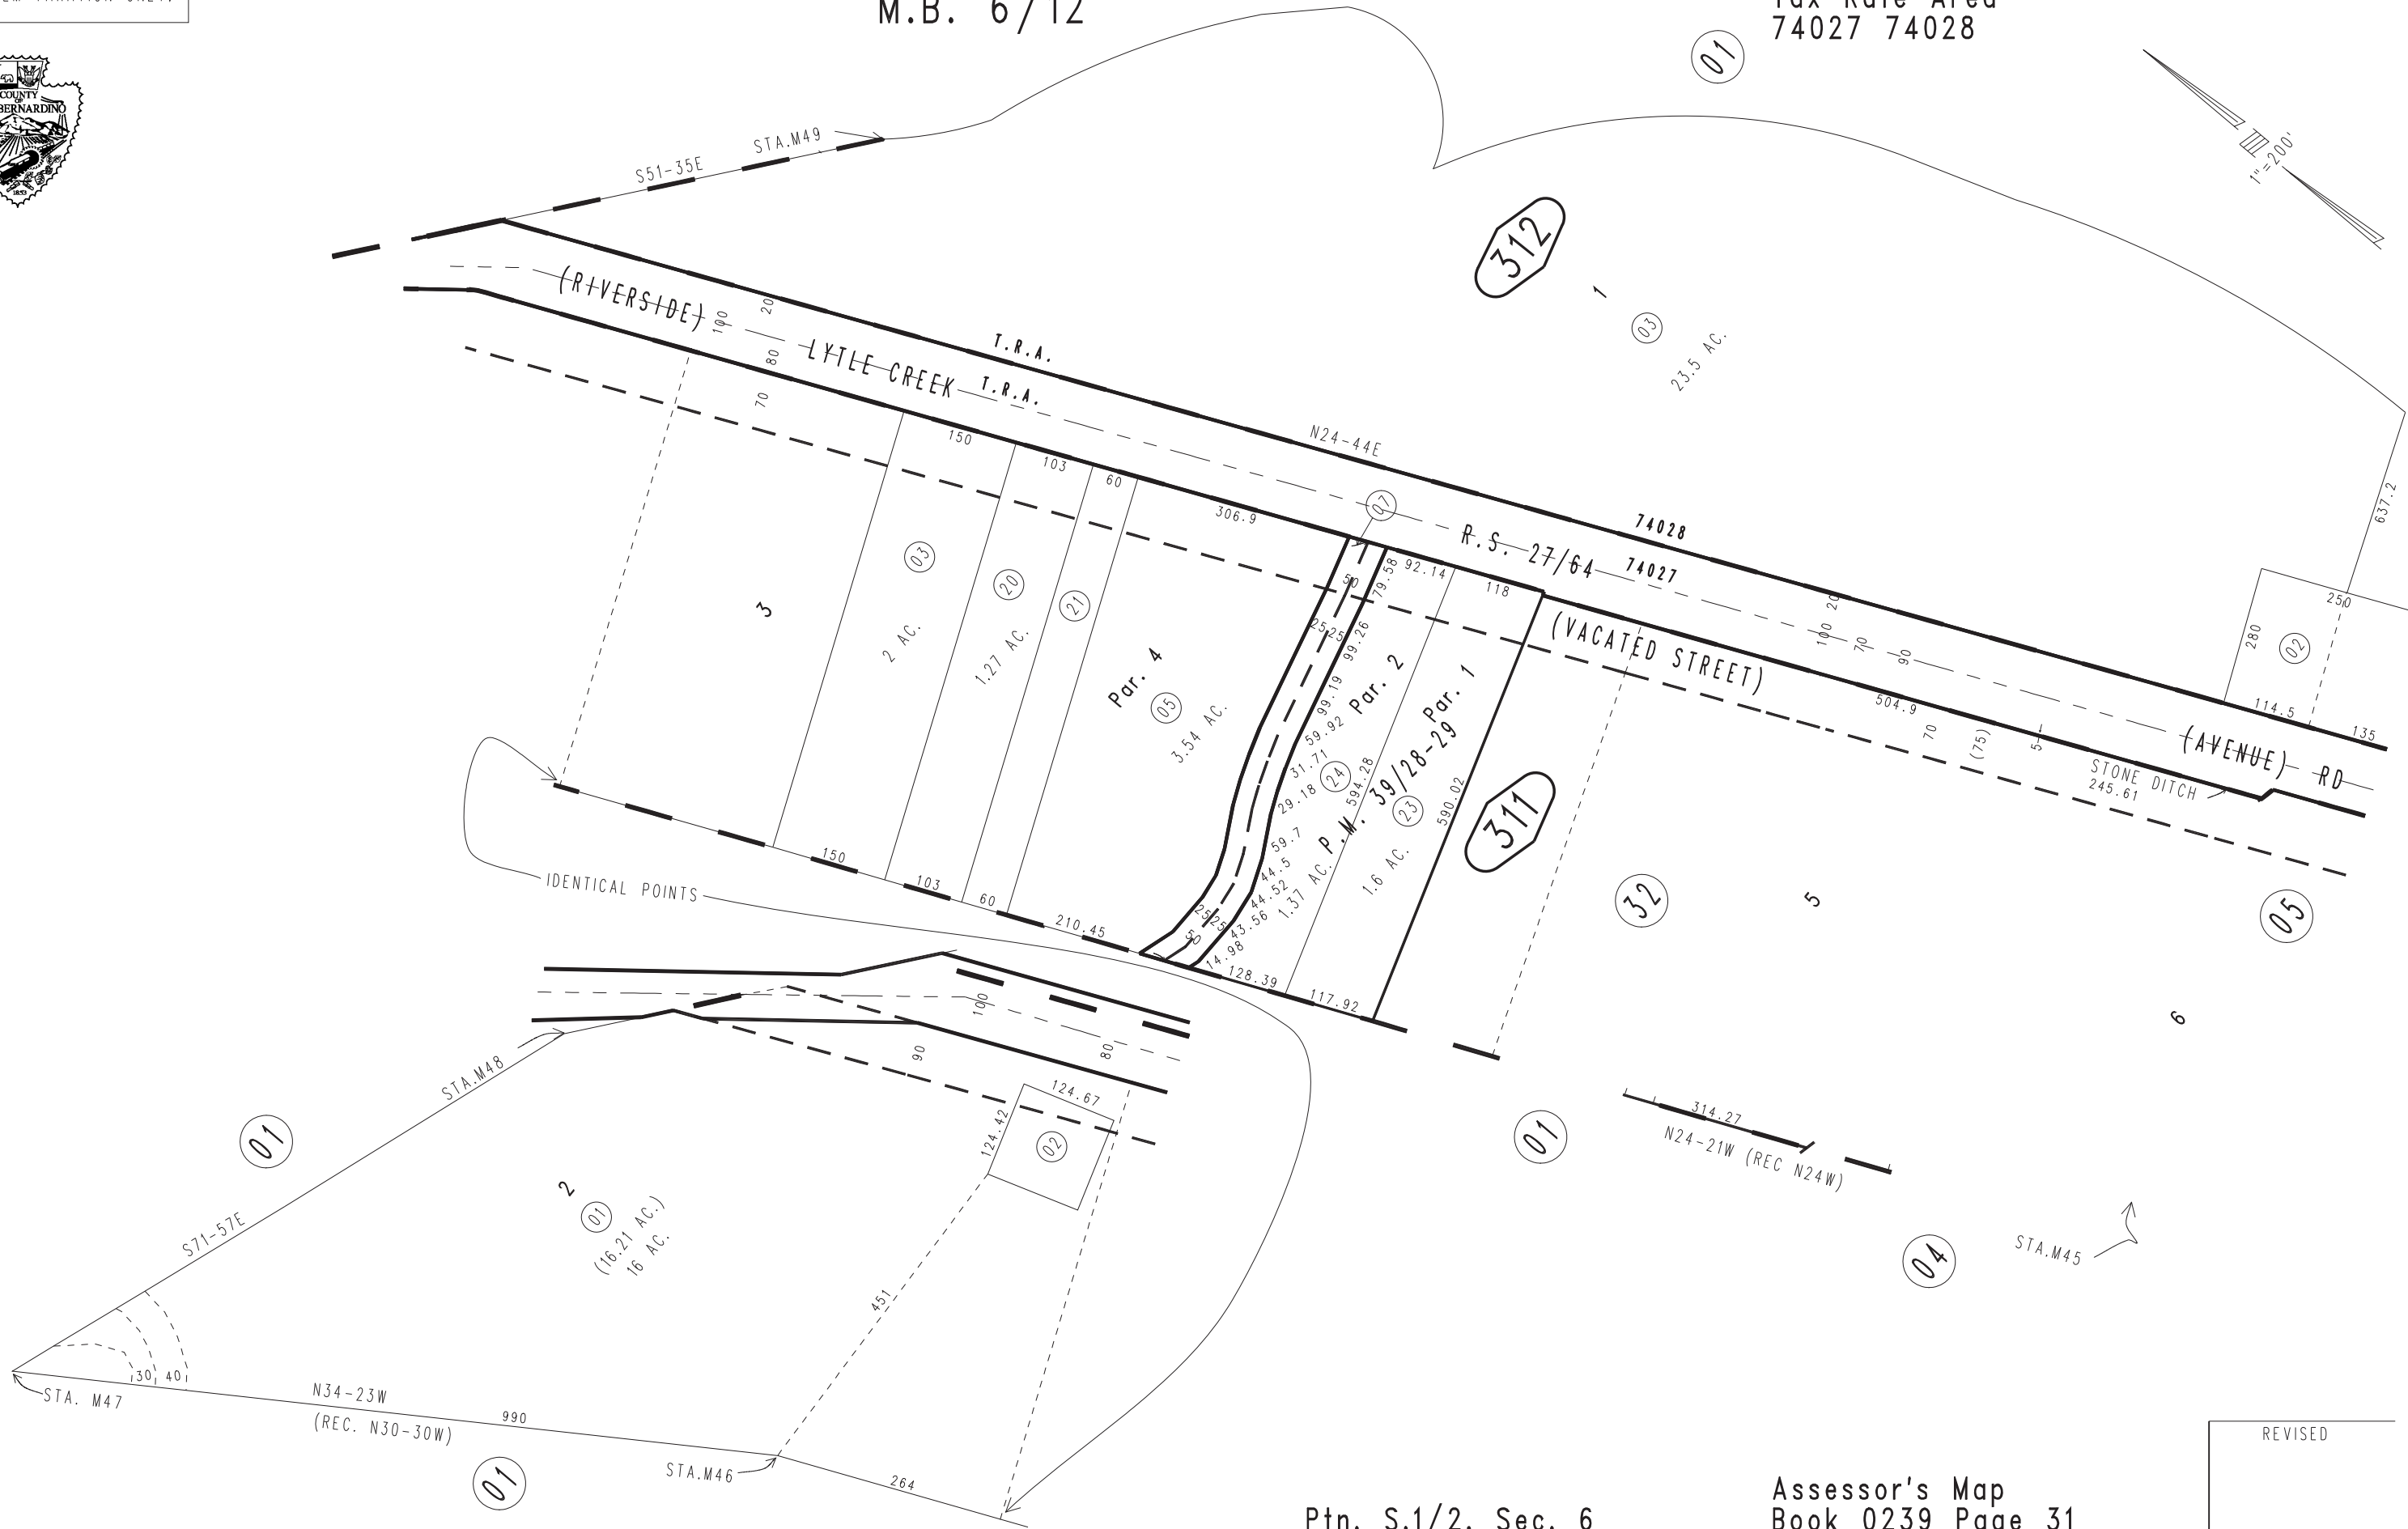 M.B. 6/12
74027 74028
01
COUNTY
OF
BERNARDINO
1853
STA.M49
S51-35E
1"=200'
312
1
03
23.5 AC.
(RIVERSIDE)
100
20
80
70
LYTLE CREEK
T.R.A.
T.R.A.
N24-44E
637.2
150
103
60
306.9
07
R.S. 27/64
74028
74027
92.14
118
79.58
50
25
25
99.26
99.19
59.92
31.71
29.18
59.7
44.5
44.52
43.56
14.98
25
25
50
3
03
2 AC.
20
1.27 AC.
21
Par. 4
05
3.54 AC.
Par. 2
24
1.37 AC.
594.28
Par. 1
P.M. 39/28-29
23
1.6 AC.
590.02
311
(VACATED STREET)
20
100
70
90
504.9
70
(75)
5
250
280
02
114.5
135
(AVENUE) RD
STONE DITCH
245.61
32
5
05
6
150
103
60
210.45
128.39
117.92
IDENTICAL POINTS
100
90
80
STA.M48
124.67
124.42
02
01
S71-57E
2
01
(16.21 AC.)
16 AC.
451
30
40
STA. M47
N34-23W
(REC. N30-30W)
990
STA.M46
264
01
01
314.27
N24-21W (REC N24W)
04
STA.M45
REVISED
Ptn. S.1/2, Sec. 6
Assessor's Map
Book 0239 Page 31